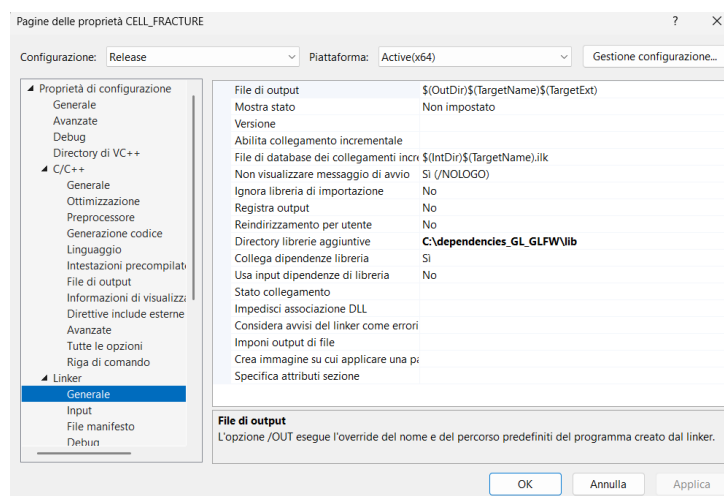 Pagine delle proprietà CELL_FRACTURE
?
Configurazione: Release Piattaforma: Active(x64) Gestione configurazione...
Proprietà di configurazione
Generale
Avanzate
Debug
Directory di VC++
C/C++
Generale
Ottimizzazione
Preprocessore
Generazione codice
Linguaggio
Intestazioni precompilate
File di output
Informazioni di visualizza
Directtive include esterne
Avanzate
Tutte le opzioni
Riga di comando
Linker
Generale
Input
File manifesto
Debug
File di output $(OutDir)$(TargetName)$(TargetExt)
Mostra stato Non impostato
Versione
Abilita collegamento incrementale
File di database dei collegamenti incre $(IntDir)$(TargetName).ilk
Non visualizzare messaggio di avvio Sì (/NOLOGO)
Ignora libreria di importazione No
Registra output No
Reindirizzamento per utente No
Directory librerie aggiuntive C:\dependencies_GL_GLFW\lib
Collega dipendenze libreria Sì
Usa input dipendenze di libreria No
Stato collegamento
Impedisci associazione DLL
Considera avvisi del linker come errori
Imponi output di file
Crea immagine su cui applicare una pa
Specifica attributi sezione
File di output
L'opzione /OUT esegue l'override del nome e del percorso predefiniti del programma creato dal linker.
OK Annulla Applica